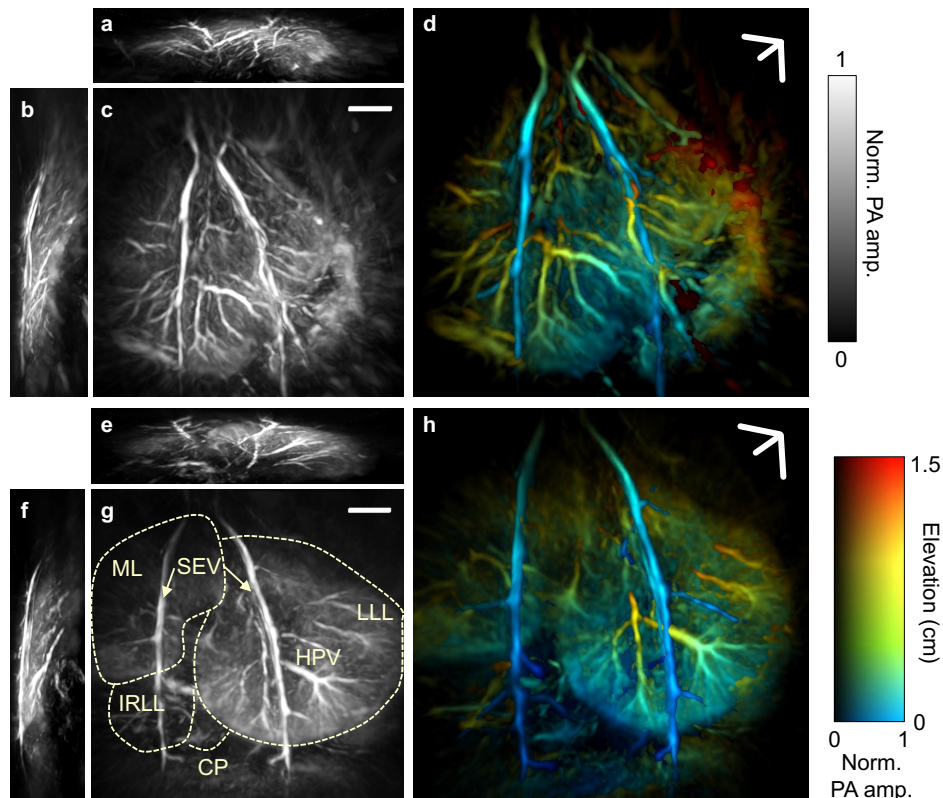 a
b
c
d
1
Norm. PA amp.
0
e
f
g
ML
SEV
LLL
HPV
IRLL
CP
h
1.5
Elevation (cm)
0
0 1
Norm.
PA amp.